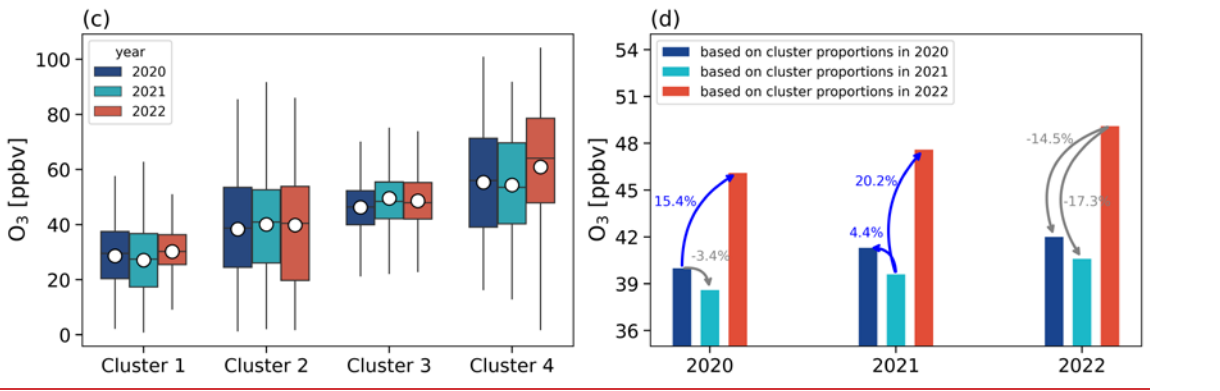 (c)
O3 [ppbv]
100
80
60
40
20
0
year
2020
2021
2022
Cluster 1
Cluster 2
Cluster 3
Cluster 4
(d)
O3 [ppbv]
54
51
48
45
42
39
36
based on cluster proportions in 2020
based on cluster proportions in 2021
based on cluster proportions in 2022
15.4%
-3.4%
20.2%
4.4%
-14.5%
-17.3%
2020
2021
2022